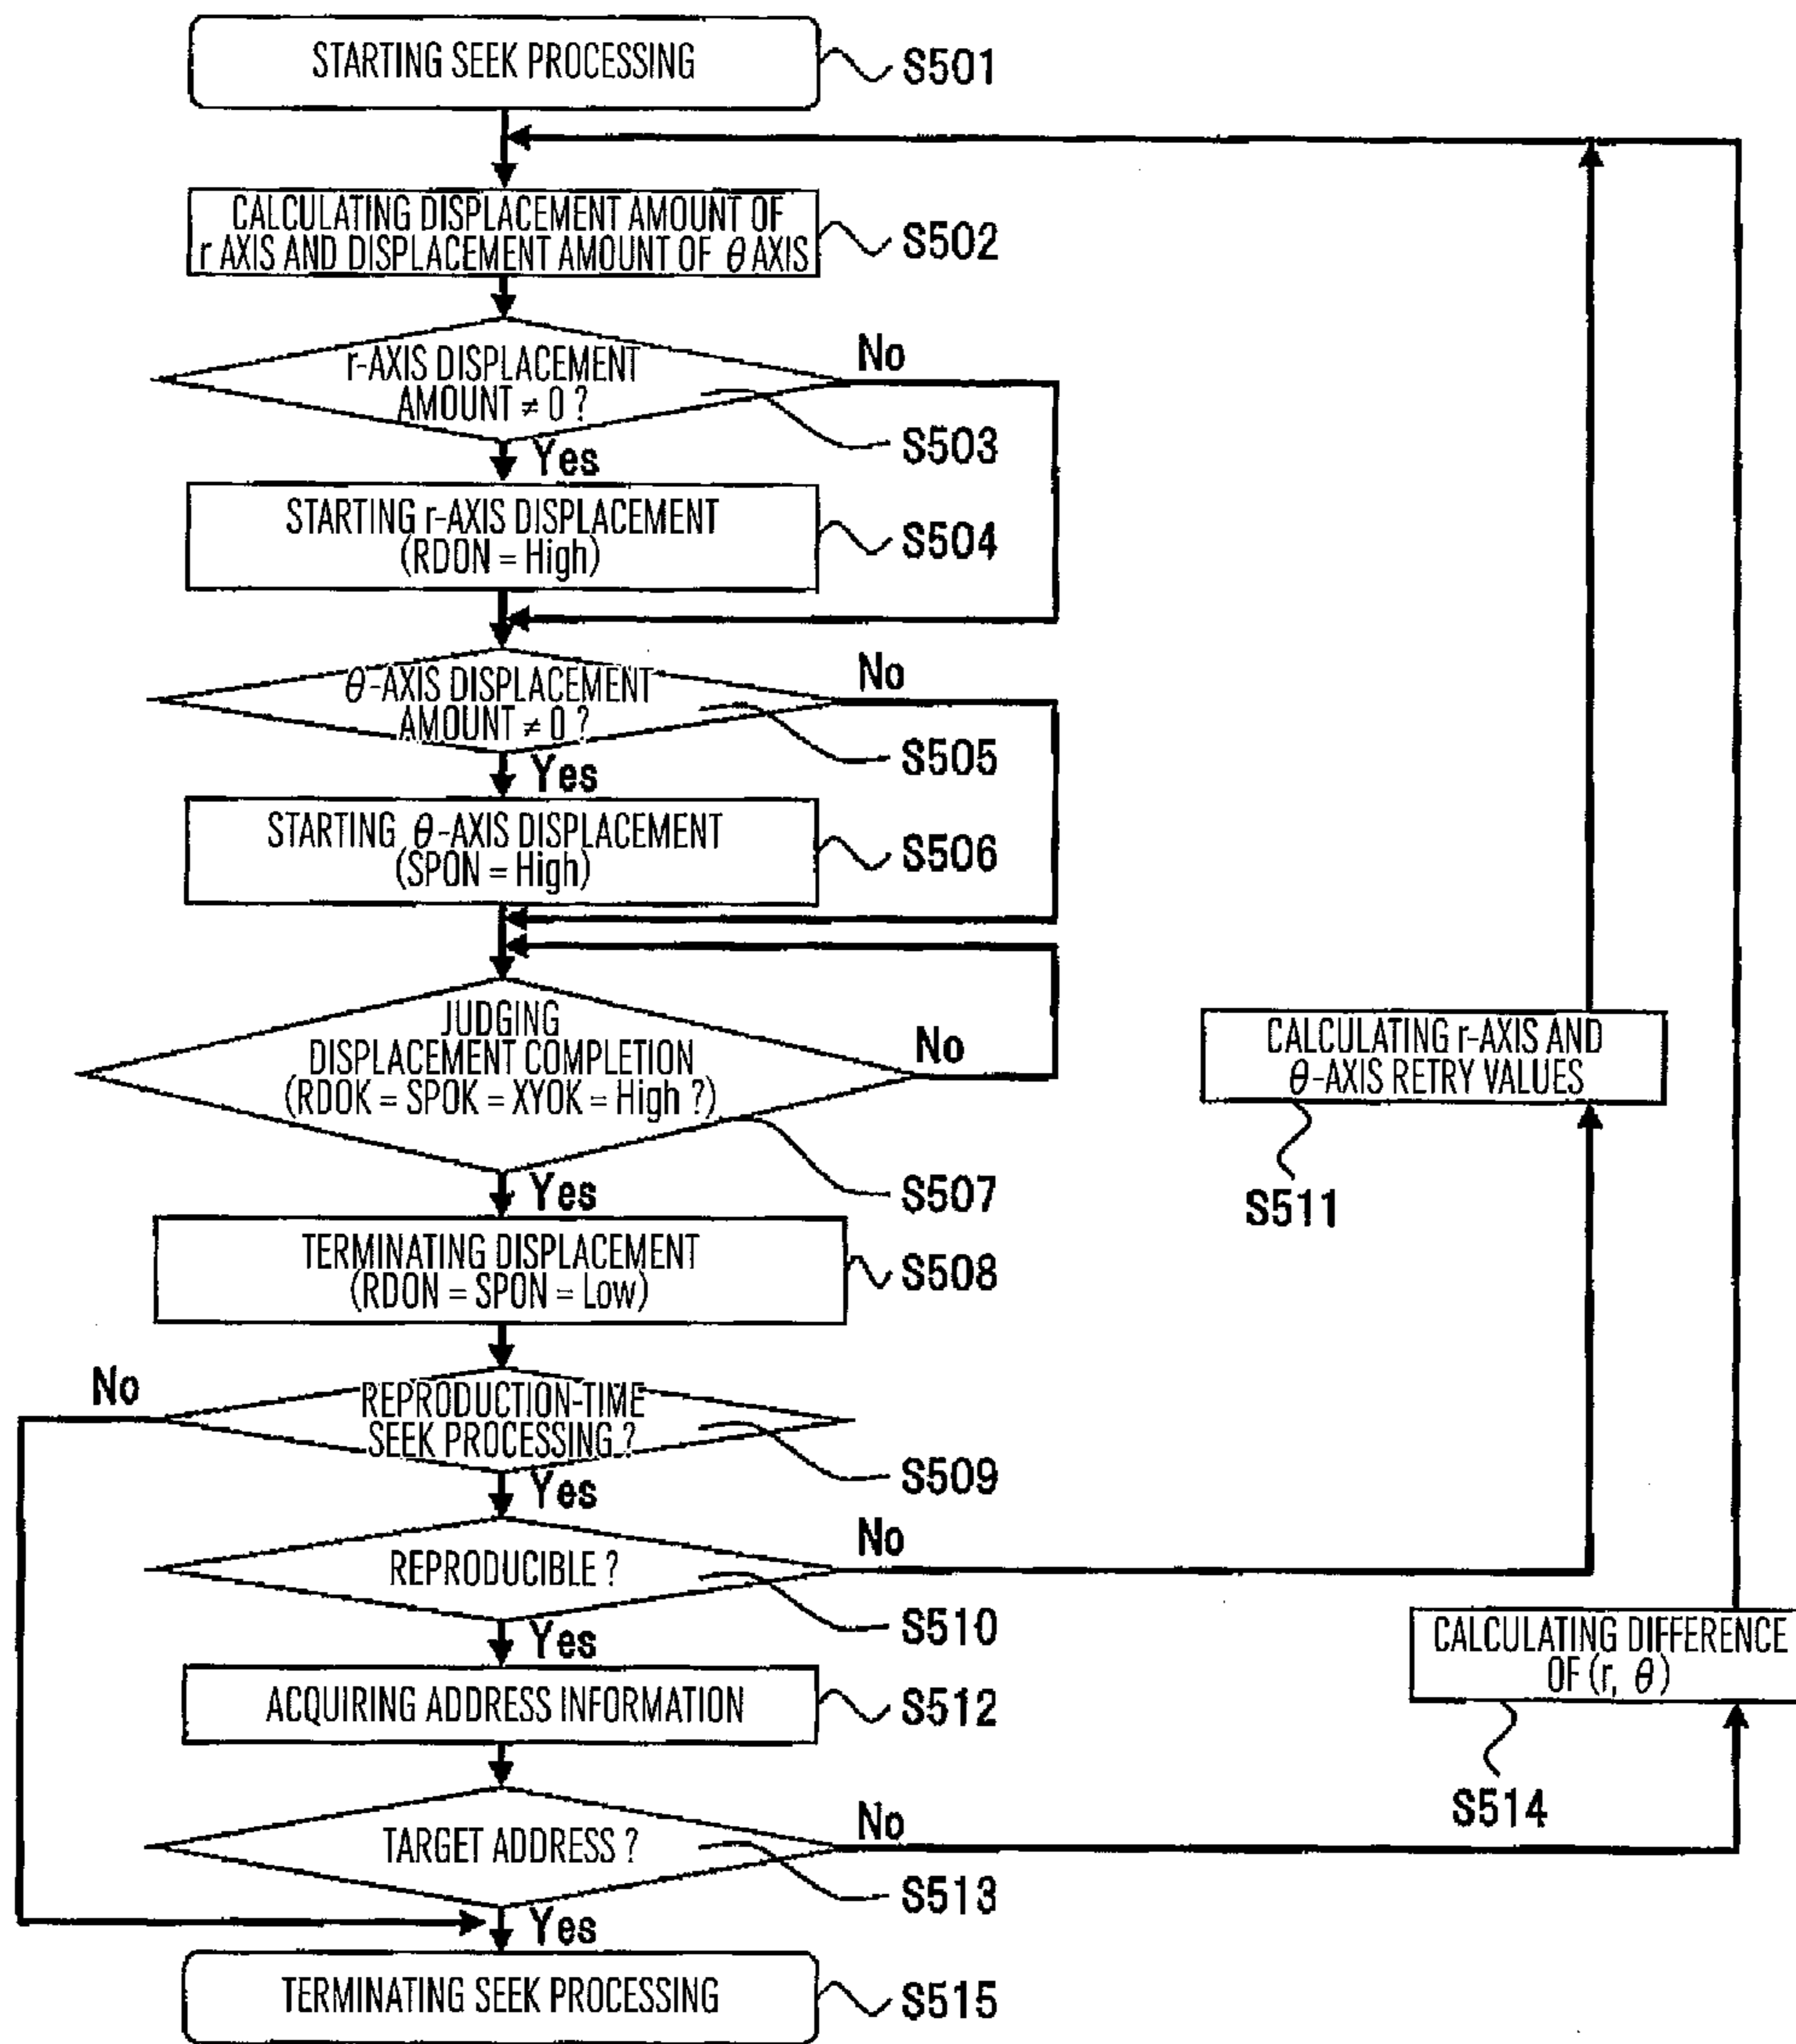 STARTING SEEK PROCESSING
S501
CALCULATING DISPLACEMENT AMOUNT OF
r AXIS AND DISPLACEMENT AMOUNT OF θ AXIS
S502
r-AXIS DISPLACEMENT
AMOUNT ≠ 0 ?
No
S503
Yes
STARTING r-AXIS DISPLACEMENT
(RDON = High)
S504
θ-AXIS DISPLACEMENT
AMOUNT ≠ 0 ?
No
S505
Yes
STARTING θ-AXIS DISPLACEMENT
(SPON = High)
S506
JUDGING
DISPLACEMENT COMPLETION
(RDOK = SPOK = XYOK = High ?)
No
S507
Yes
CALCULATING r-AXIS AND
θ-AXIS RETRY VALUES
S511
TERMINATING DISPLACEMENT
(RDON = SPON = Low)
S508
No
REPRODUCTION-TIME
SEEK PROCESSING ?
S509
Yes
REPRODUCIBLE ?
No
S510
Yes
ACQUIRING ADDRESS INFORMATION
S512
CALCULATING DIFFERENCE
OF (r, θ)
S514
TARGET ADDRESS ?
No
S513
Yes
TERMINATING SEEK PROCESSING
S515